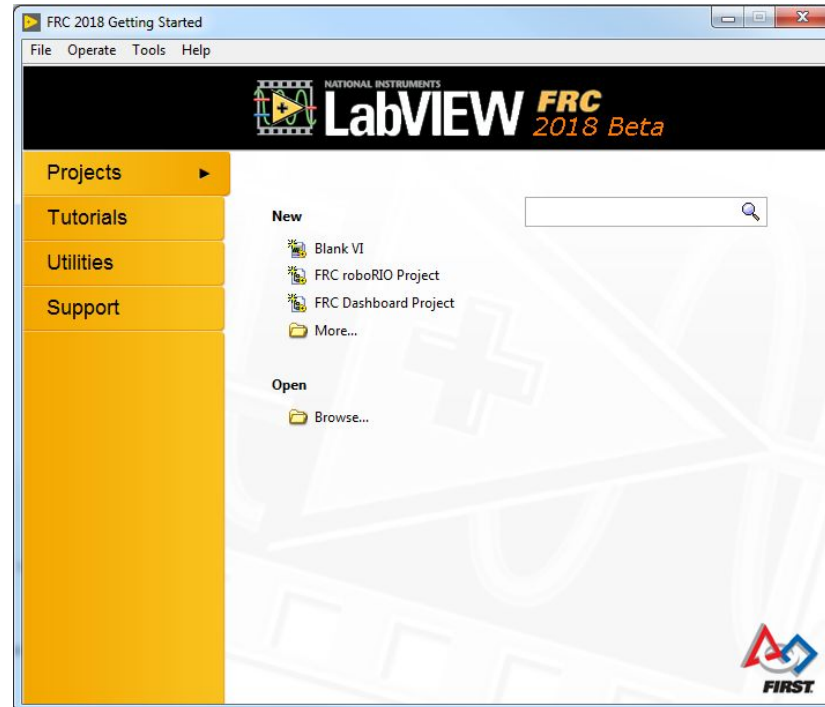 FRC 2018 Getting Started
File Operate Tools Help
NATIONAL INSTRUMENTS
LabVIEW FRC
2018 Beta
Projects
Tutorials
Utilities
Support
New
Blank VI
FRC roboRIO Project
FRC Dashboard Project
More...
Open
Browse...
FIRST